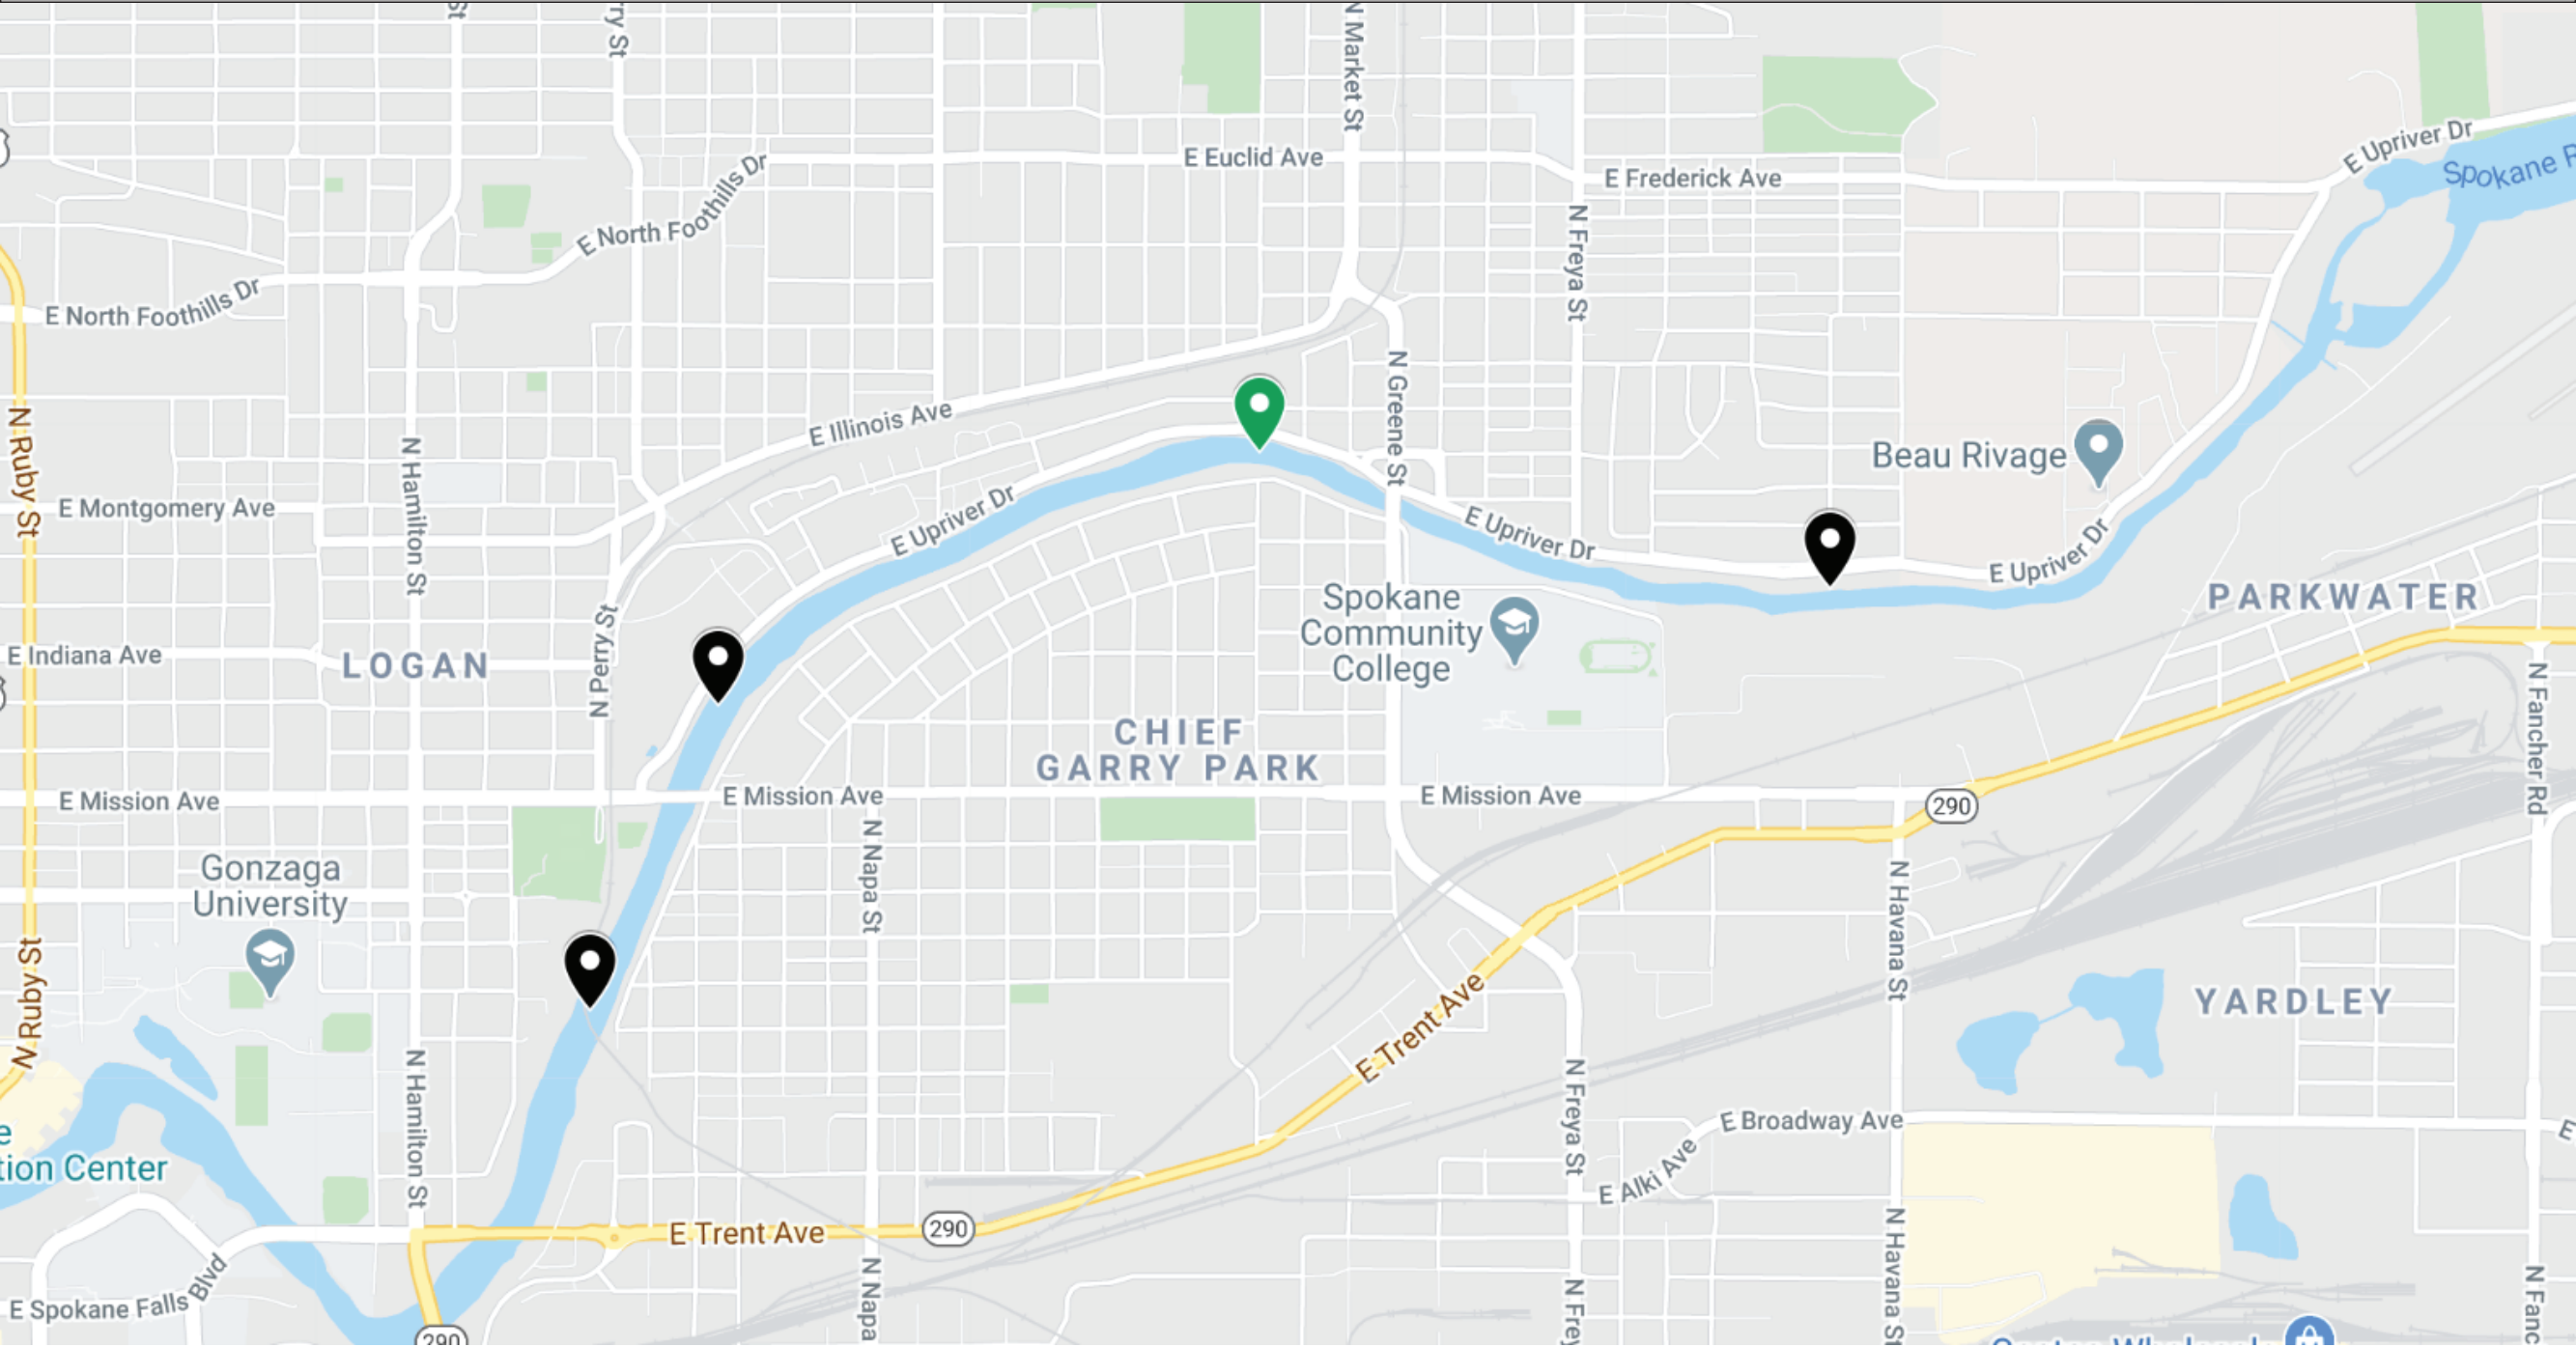 St
ry St
N Market St
E Upriver Dr
Spokane R
E Euclid Ave
E Frederick Ave
E North Foothills Dr
N Freya St
E North Foothills Dr
N Greene St
E Illinois Ave
N Ruby St
N Hamilton St
Beau Rivage
E Montgomery Ave
E Upriver Dr
E Upriver Dr
E Upriver Dr
Spokane
Community
College
PARKWATER
N Perry St
E Indiana Ave
LOGAN
N Fancher Rd
CHIEF
GARRY PARK
E Mission Ave
E Mission Ave
E Mission Ave
290
N Napa St
Gonzaga
University
N Havana St
N Ruby St
YARDLEY
E Trent Ave
N Hamilton St
N Freya St
E Broadway Ave
E
e
tion Center
E Alki Ave
E Trent Ave
290
N Havana St
E Spokane Falls Blvd
N Napa
N Frey
N Fanc
290